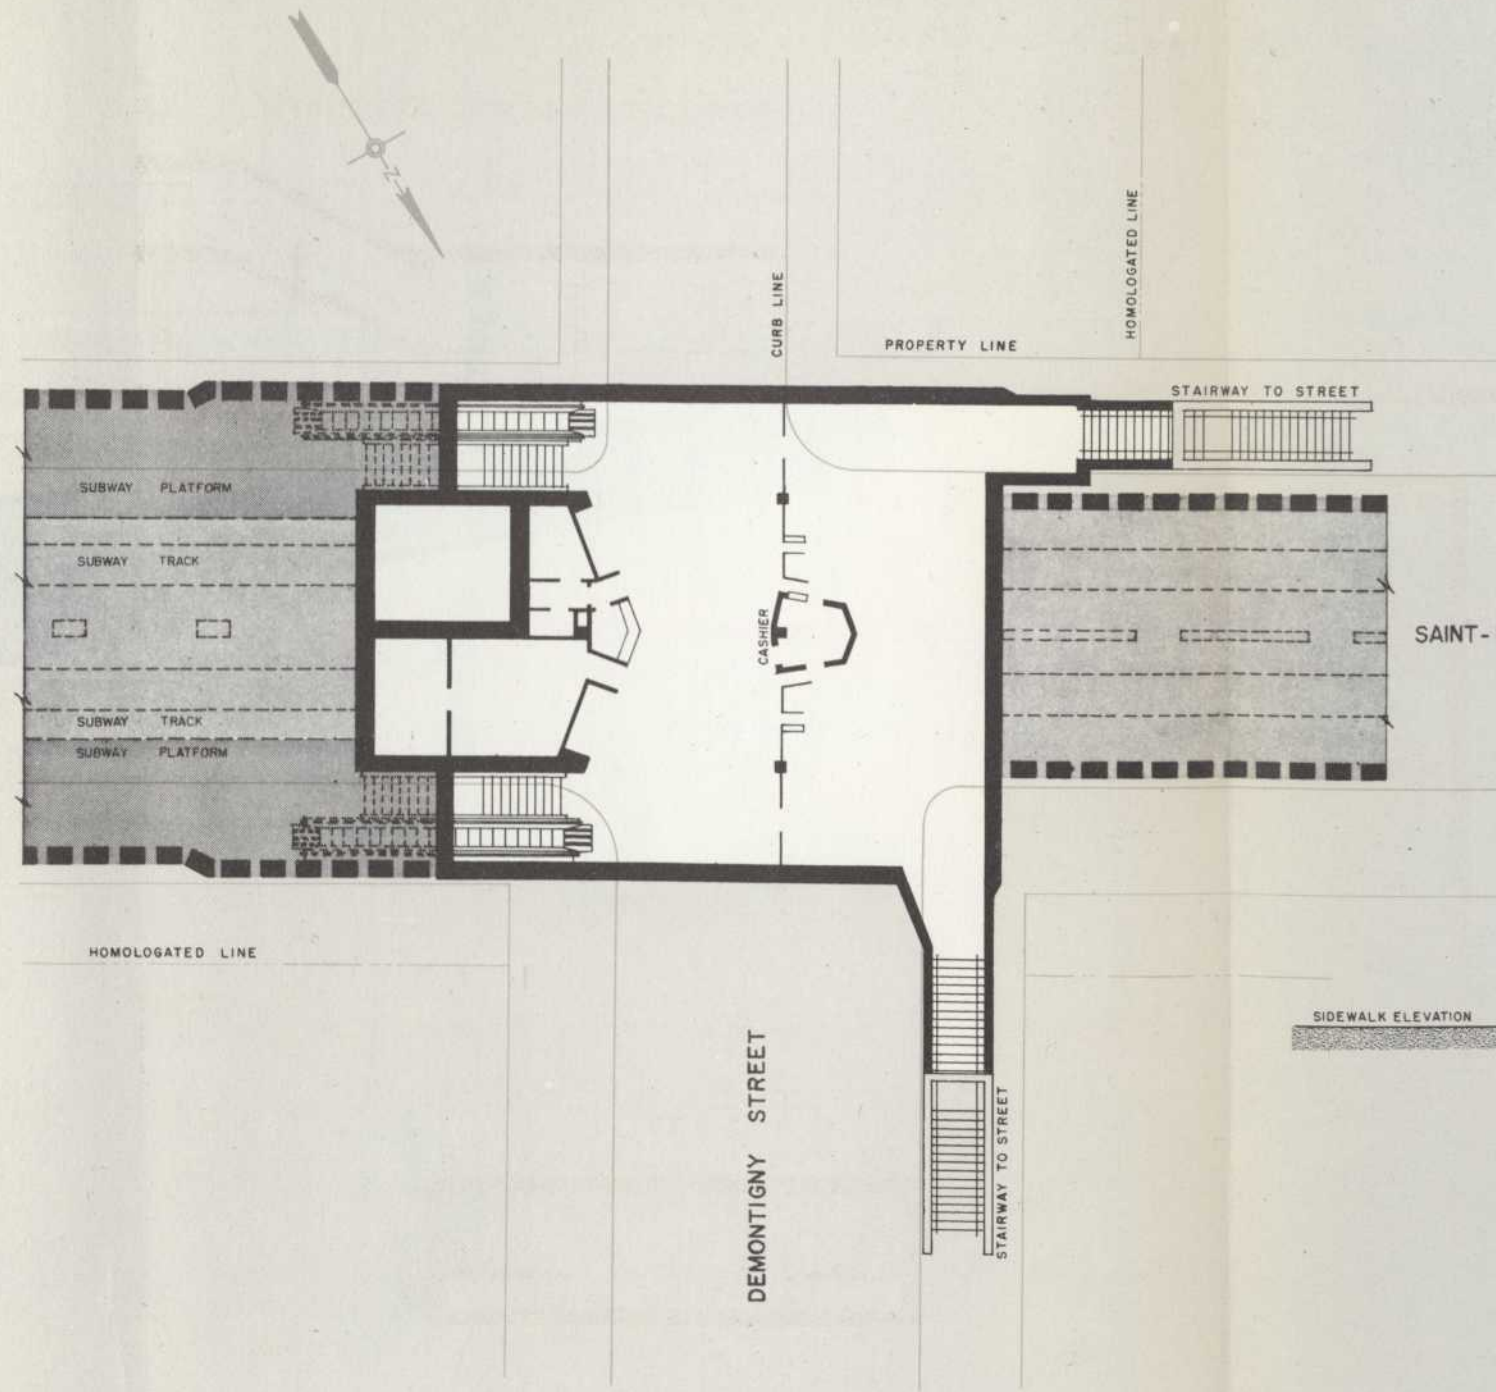 N
HOMOLOGATED LINE
CURB LINE
PROPERTY LINE
STAIRWAY TO STREET
SUBWAY PLATFORM
SUBWAY TRACK
CASHIER
SAINT-
SUBWAY TRACK
SUBWAY PLATFORM
HOMOLOGATED LINE
SIDEWALK ELEVATION
DEMONTIGNY STREET
STAIRWAY TO STREET